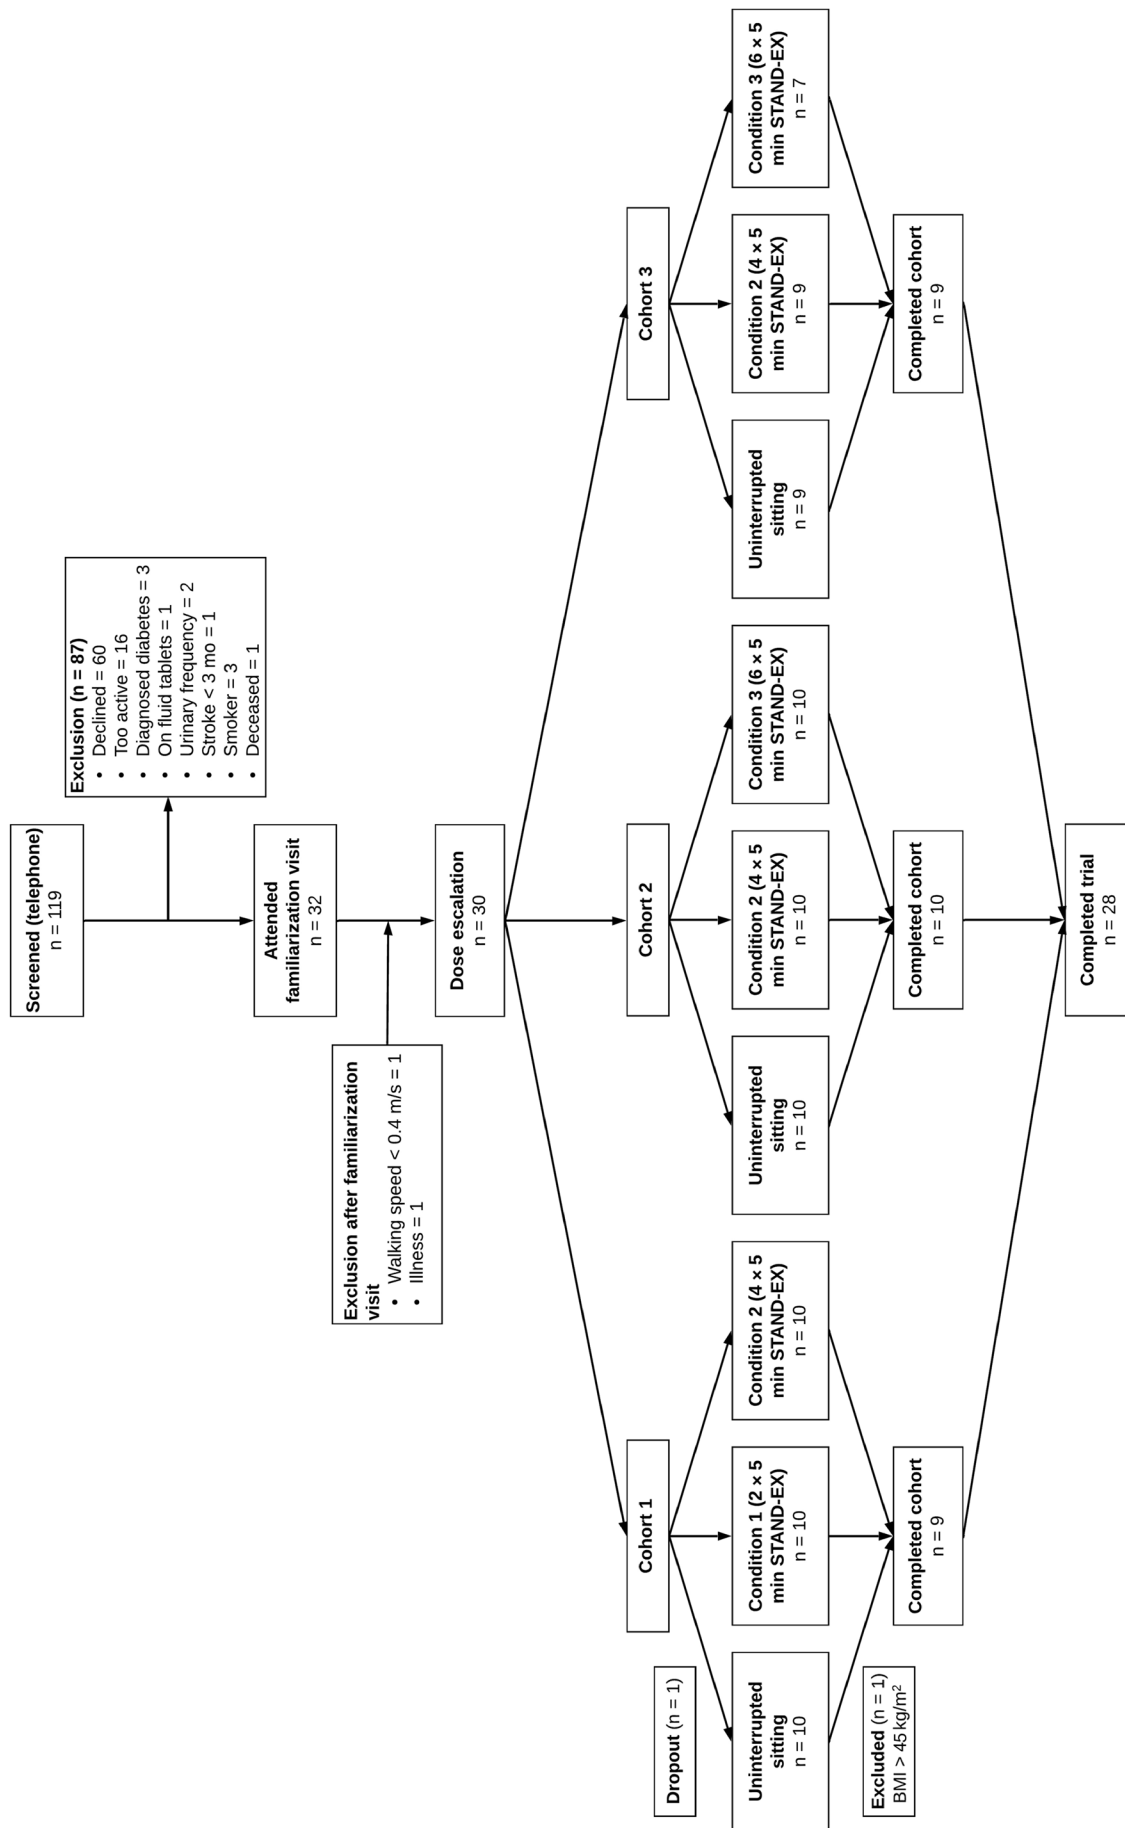 Screened (telephone)
n = 119
Exclusion (n = 87)
• Declined = 60
• Too active = 16
• Diagnosed diabetes = 3
• On fluid tablets = 1
• Urinary frequency = 2
• Stroke < 3 mo = 1
• Smoker = 3
• Deceased = 1
Attended
familiarization visit
n = 32
Exclusion after familiarization
visit
• Walking speed < 0.4 m/s = 1
• Illness = 1
Dose escalation
n = 30
Cohort 1
Cohort 2
Cohort 3
Dropout (n = 1)
Uninterrupted
sitting
n = 10
Condition 1 (2 × 5
min STAND-EX)
n = 10
Condition 2 (4 × 5
min STAND-EX)
n = 10
Uninterrupted
sitting
n = 10
Condition 2 (4 × 5
min STAND-EX)
n = 10
Condition 3 (6 × 5
min STAND-EX)
n = 10
Uninterrupted
sitting
n = 9
Condition 2 (4 × 5
min STAND-EX)
n = 9
Condition 3 (6 × 5
min STAND-EX)
n = 7
Excluded (n = 1)
BMI > 45 kg/m²
Completed cohort
n = 9
Completed cohort
n = 10
Completed cohort
n = 9
Completed trial
n = 28